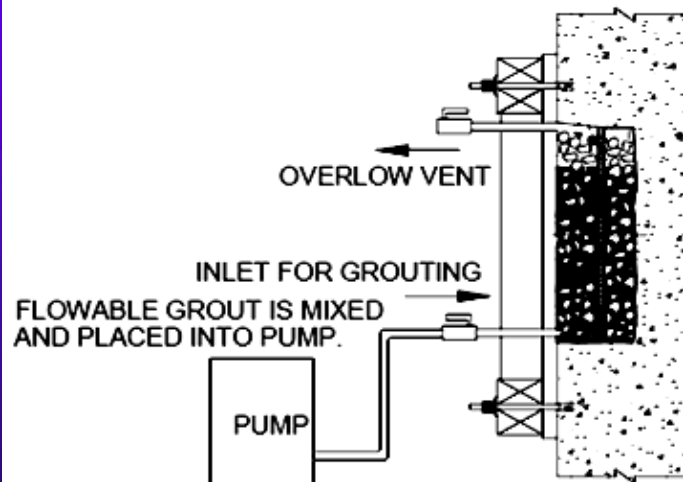 OVERLOW VENT
INLET FOR GROUTING
FLOWABLE GROUT IS MIXED
AND PLACED INTO PUMP.
PUMP